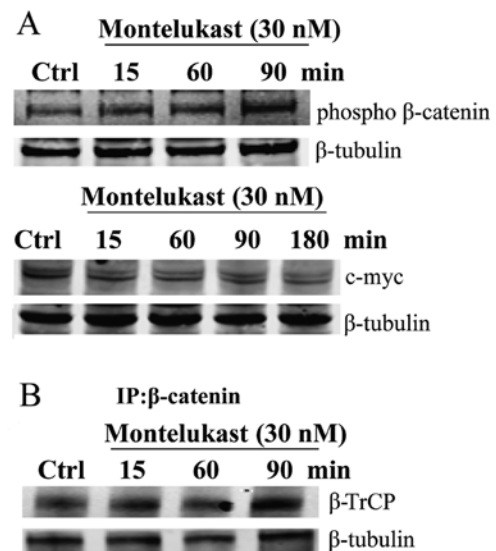 A
Montelukast (30 nM)
Ctrl 15 60 90 min
phospho β-catenin
β-tubulin
Montelukast (30 nM)
Ctrl 15 60 90 180 min
c-myc
β-tubulin
B IP:β-catenin
Montelukast (30 nM)
Ctrl 15 60 90 min
β-TrCP
β-tubulin